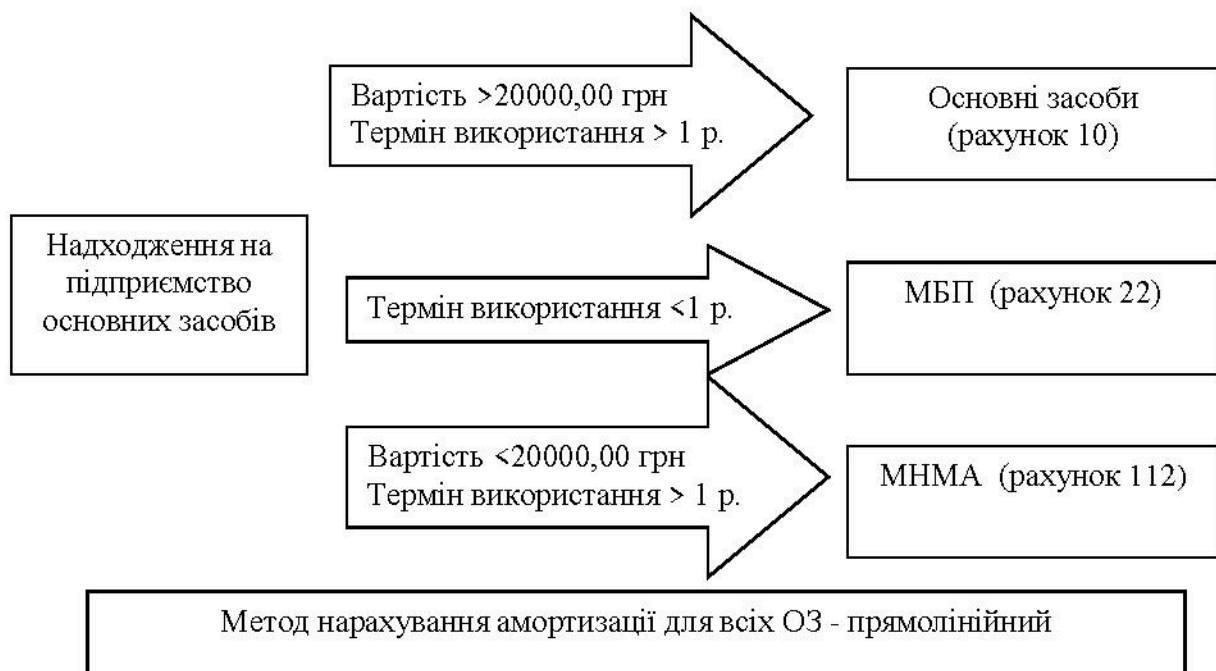 Вартість >20000,00 грн
Термін використання > 1 р.
Основні засоби
(рахунок 10)
Надходження на
підприємство
основних засобів
Термін використання <1 р.
МБП (рахунок 22)
Вартість <20000,00 грн
Термін використання > 1 р.
МНМА (рахунок 112)
Метод нарахування амортизації для всіх ОЗ - прямолінійний